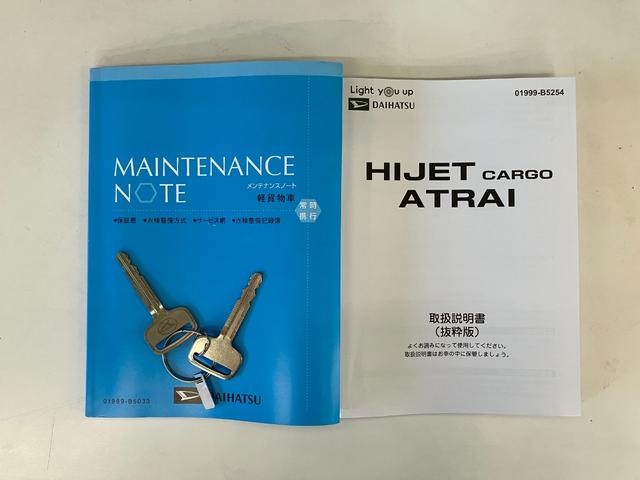 MAINTENANCE
NOTE
メンテナンスノート
軽貨物車
常時
携行
●保証書 ●点検整備方式 ●サービス網 ●点検整備記録簿
01999-B5033
DAIHATSU
Light you up
DAIHATSU
01999-B5254
HIJET CARGO
ATRAI
取扱説明書
(抜粋版)
よくお読みになって使用してください。
取扱説明書はお車の中に保管しましょう。